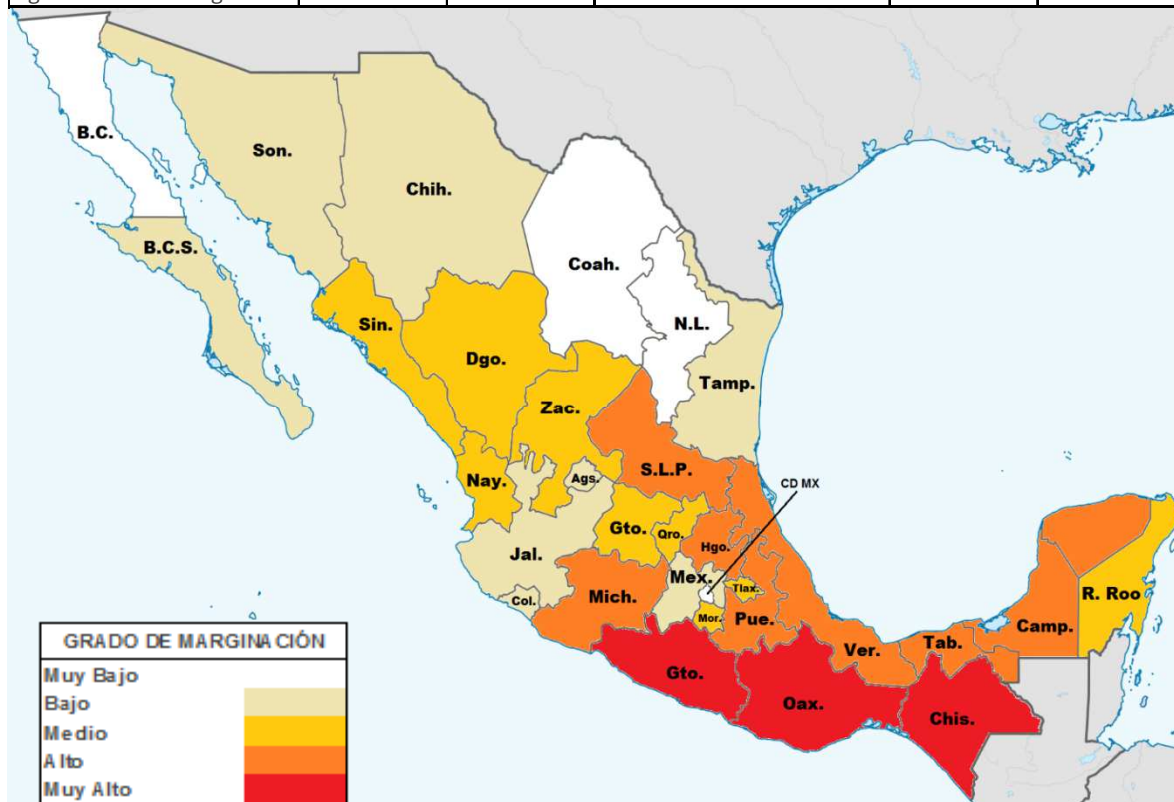 B.C.
Son.
Chih.
B.C.S.
Coah.
Sin.
N.L.
Dgo.
Tamp.
Zac.
S.L.P.
Nay.
Ags.
CD MX
Gto.
Qro.
Jal.
Hgo.
Mex.
Col.
Mich.
Tlax.
Mor.
Pue.
R. Roo
Camp.
Ver.
Tab.
Gto.
Oax.
Chis.
GRADO DE MARGINACIÓN
Muy Bajo
Bajo
Medio
Alto
Muy Alto